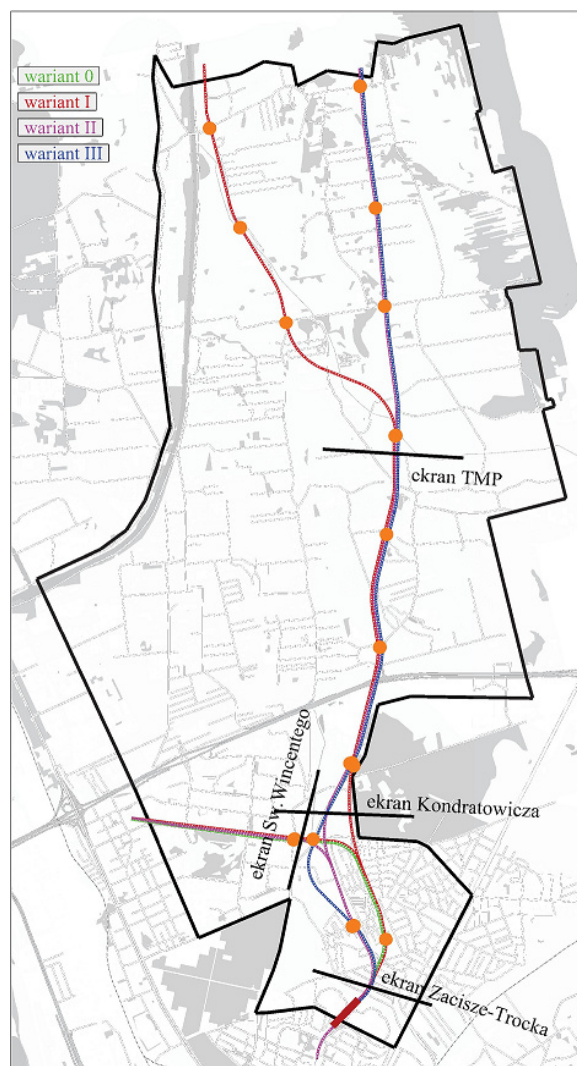 wariant 0
wariant I
wariant II
wariant III
ekran TMP
ekran Św. Wincentego
ekran Kondratowicza
ekran Zacisze-Trocka